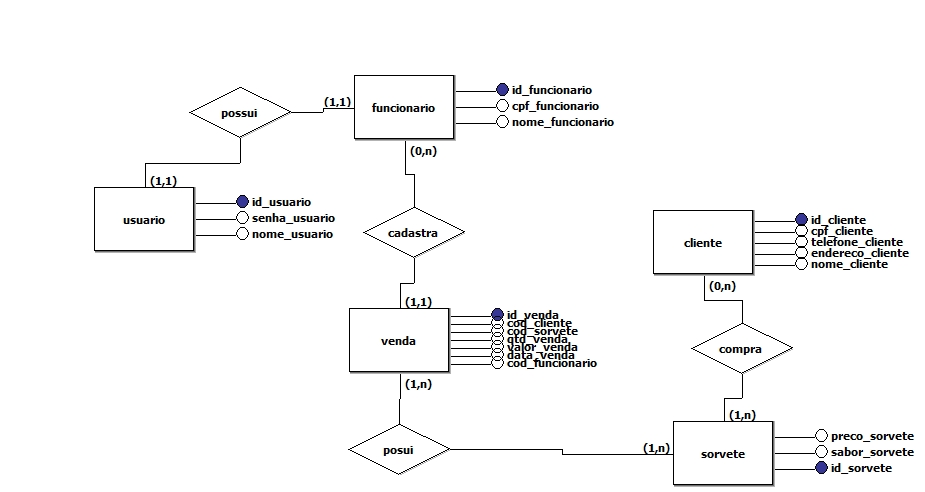 possui
(1,1)
funcionario
id_funcionario
cpf_funcionario
nome_funcionario
(0,n)
(1,1)
usuario
id_usuario
senha_usuario
nome_usuario
cadastra
cliente
id_cliente
cpf_cliente
telefone_cliente
endereco_cliente
nome_cliente
(0,n)
(1,1)
venda
id_venda
cod_cliente
cod_sorvete
qtd_venda
valor_venda
data_venda
cod_funcionario
compra
(1,n)
posui
(1,n)
(1,n)
sorvete
preco_sorvete
sabor_sorvete
id_sorvete